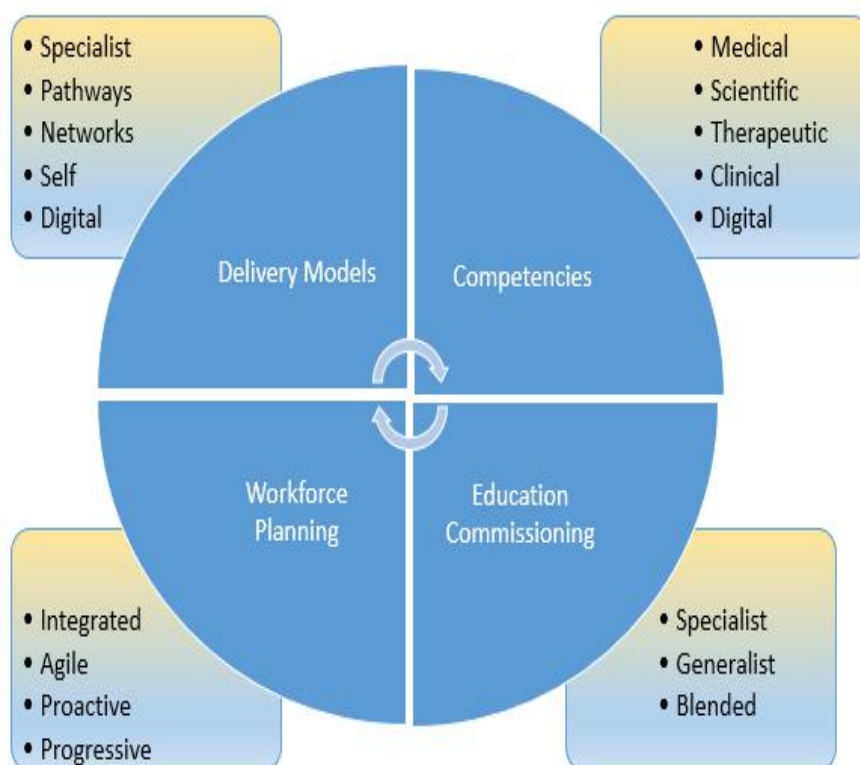 • Specialist
• Pathways
• Networks
• Self
• Digital
• Medical
• Scientific
• Therapeutic
• Clinical
• Digital
Delivery Models
Competencies
Workforce
Planning
Education
Commissioning
• Integrated
• Agile
• Proactive
• Progressive
• Specialist
• Generalist
• Blended